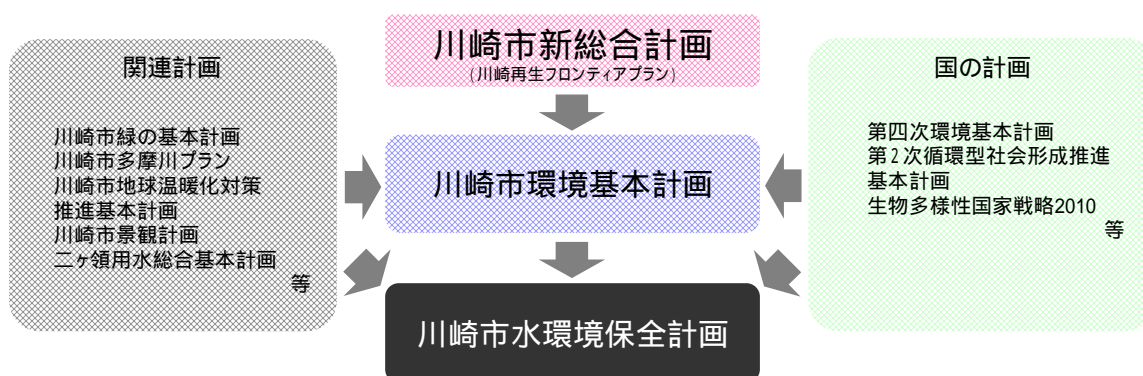 川崎市新総合計画
(川崎再生フロンティアプラン)
関連計画
川崎市緑の基本計画
川崎市多摩川プラン
川崎市地球温暖化対策
推進基本計画
川崎市景観計画
二ヶ領用水総合基本計画
等
川崎市環境基本計画
国の計画
第四次環境基本計画
第2次循環型社会形成推進
基本計画
生物多様性国家戦略2010
等
川崎市水環境保全計画